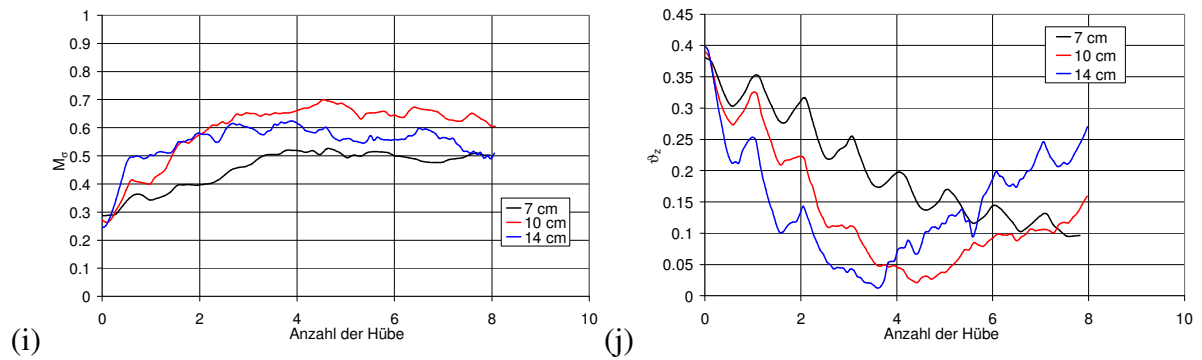 (i)
M_σ
1
0.9
0.8
0.7
0.6
0.5
0.4
0.3
0.2
0.1
0
0 2 4 6 8 10
Anzahl der Hübe
7 cm
10 cm
14 cm
(j)
ϑ_z
0.45
0.4
0.35
0.3
0.25
0.2
0.15
0.1
0.05
0
0 2 4 6 8 10
Anzahl der Hübe
7 cm
10 cm
14 cm